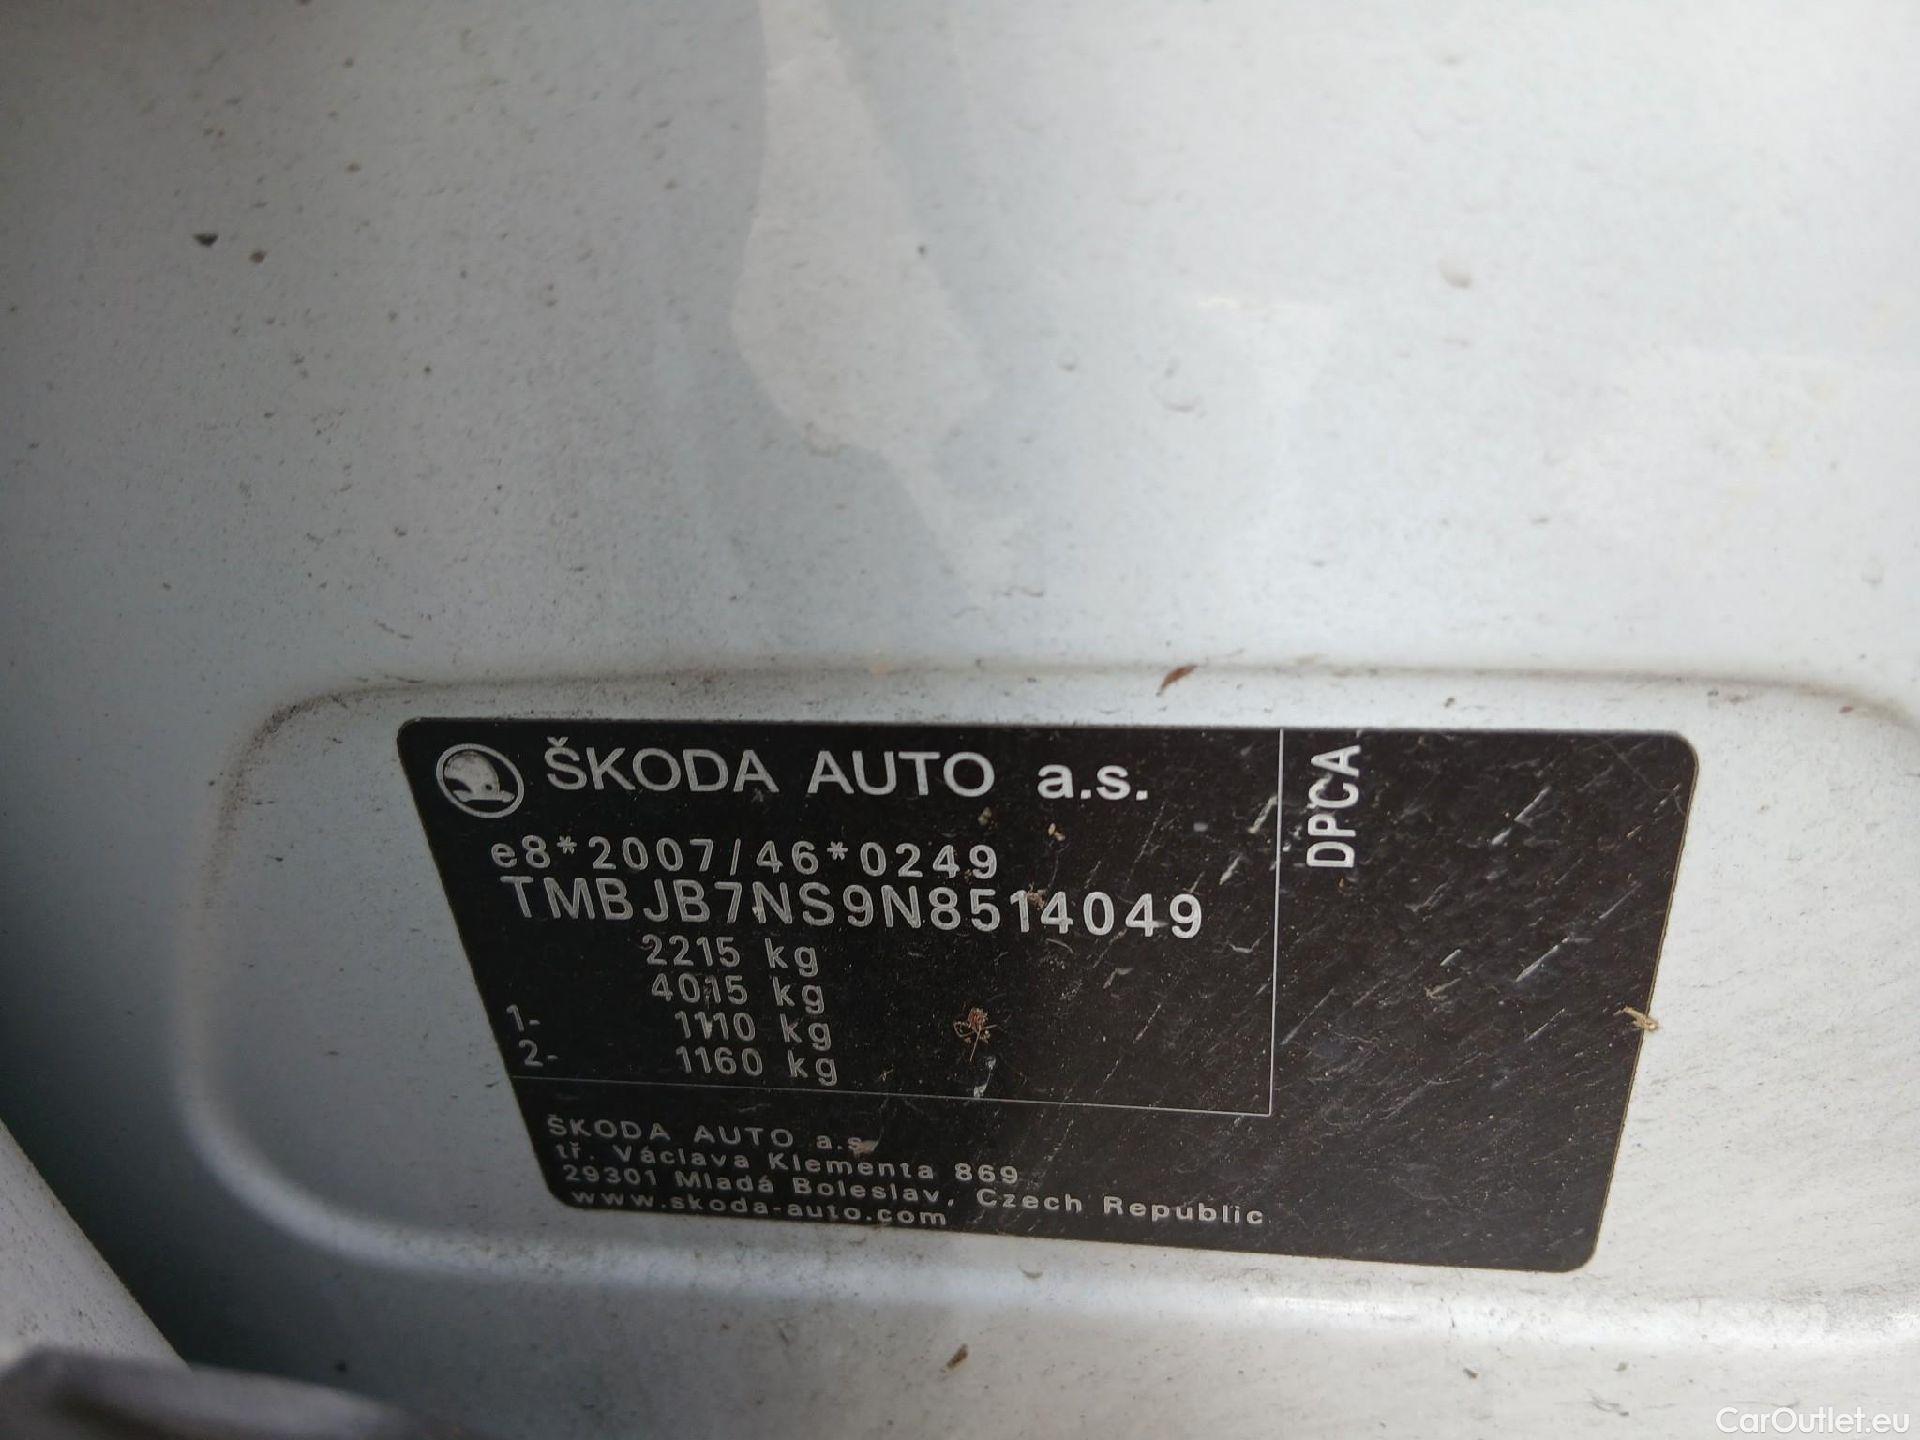 ŠKODA AUTO a.s.
e8*2007/46*0249
TMBJB7NS9N8514049
2215 kg
4015 kg
1- 1110 kg
2- 1160 kg
DPCA
ŠKODA AUTO a.s.
tř. Václava Klementa 869
29301 Mladá Boleslav, Czech Republic
www.skoda-auto.com
CarOutlet.eu